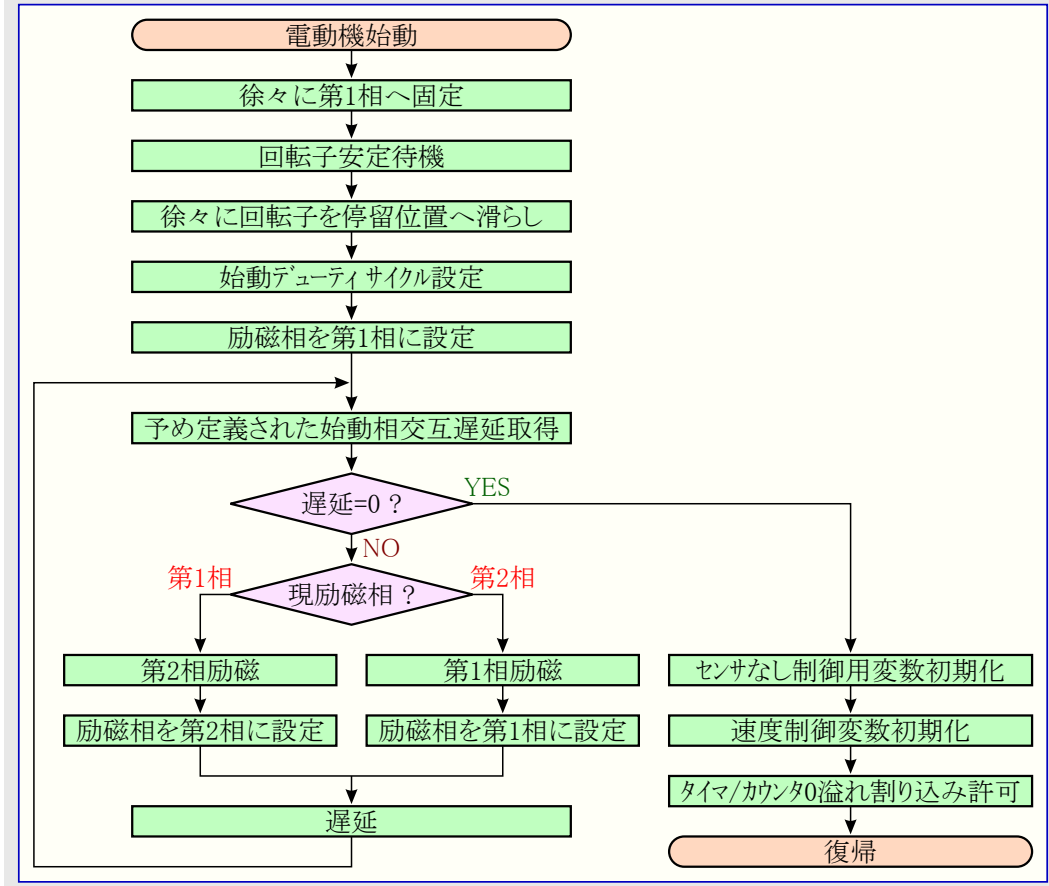 電動機始動
徐々に第1相へ固定
回転子安定待機
徐々に回転子を停留位置へ滑らし
始動ﾃﾞｭｰﾃｨ ｻｲｸﾙ設定
励磁相を第1相に設定
予め定義された始動相交互遅延取得
遅延=0 ?
YES
NO
第1相
現励磁相 ?
第2相
第2相励磁
第1相励磁
ｾﾝｻなし制御用変数初期化
励磁相を第2相に設定
励磁相を第1相に設定
速度制御変数初期化
ﾀｲﾏ/ｶｳﾝﾀ0溢れ割り込み許可
遅延
復帰